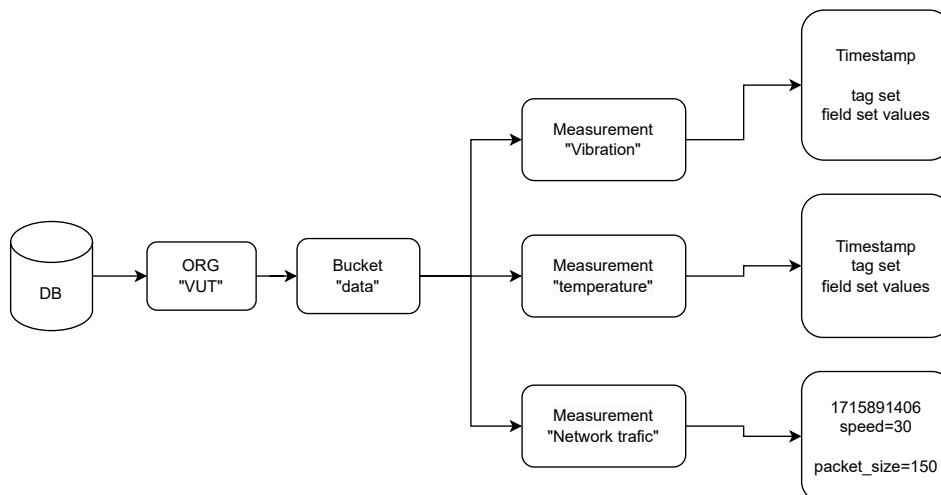 DB
ORG
"VUT"
Bucket
"data"
Measurement
"Vibration"
Timestamp
tag set
field set values
Measurement
"temperature"
Timestamp
tag set
field set values
Measurement
"Network trafic"
1715891406
speed=30
packet_size=150